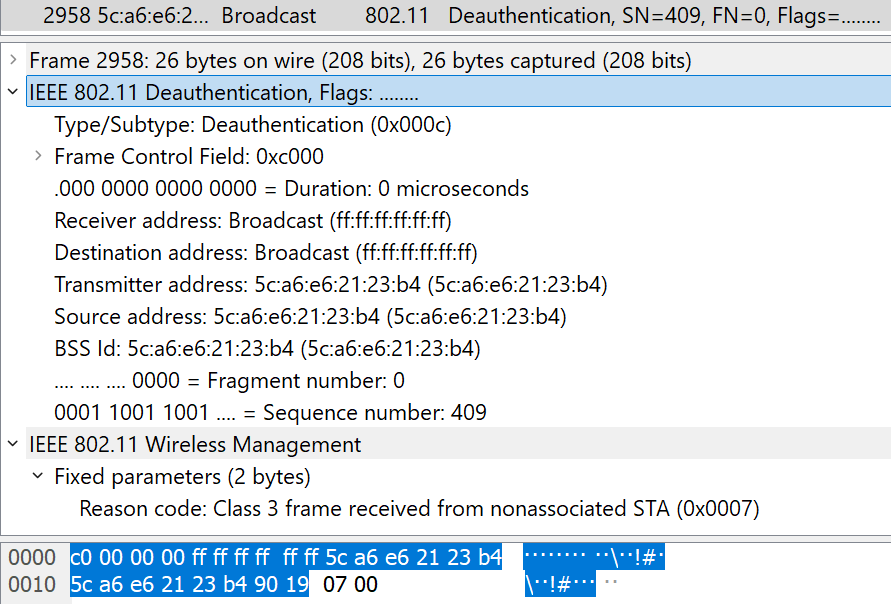 2958 5c:a6:e6:2... Broadcast 802.11 Deauthentication, SN=409, FN=0, Flags=........
Frame 2958: 26 bytes on wire (208 bits), 26 bytes captured (208 bits)
IEEE 802.11 Deauthentication, Flags: ........
Type/Subtype: Deauthentication (0x000c)
Frame Control Field: 0xc000
.000 0000 0000 0000 = Duration: 0 microseconds
Receiver address: Broadcast (ff:ff:ff:ff:ff:ff)
Destination address: Broadcast (ff:ff:ff:ff:ff:ff)
Transmitter address: 5c:a6:e6:21:23:b4 (5c:a6:e6:21:23:b4)
Source address: 5c:a6:e6:21:23:b4 (5c:a6:e6:21:23:b4)
BSS Id: 5c:a6:e6:21:23:b4 (5c:a6:e6:21:23:b4)
.... .... .... 0000 = Fragment number: 0
0001 1001 1001 .... = Sequence number: 409
IEEE 802.11 Wireless Management
Fixed parameters (2 bytes)
Reason code: Class 3 frame received from nonassociated STA (0x0007)
0000 c0 00 00 00 ff ff ff ff ff ff 5c a6 e6 21 23 b4 ········ ··\··!#·
0010 5c a6 e6 21 23 b4 90 19 07 00 \··!#··· ··